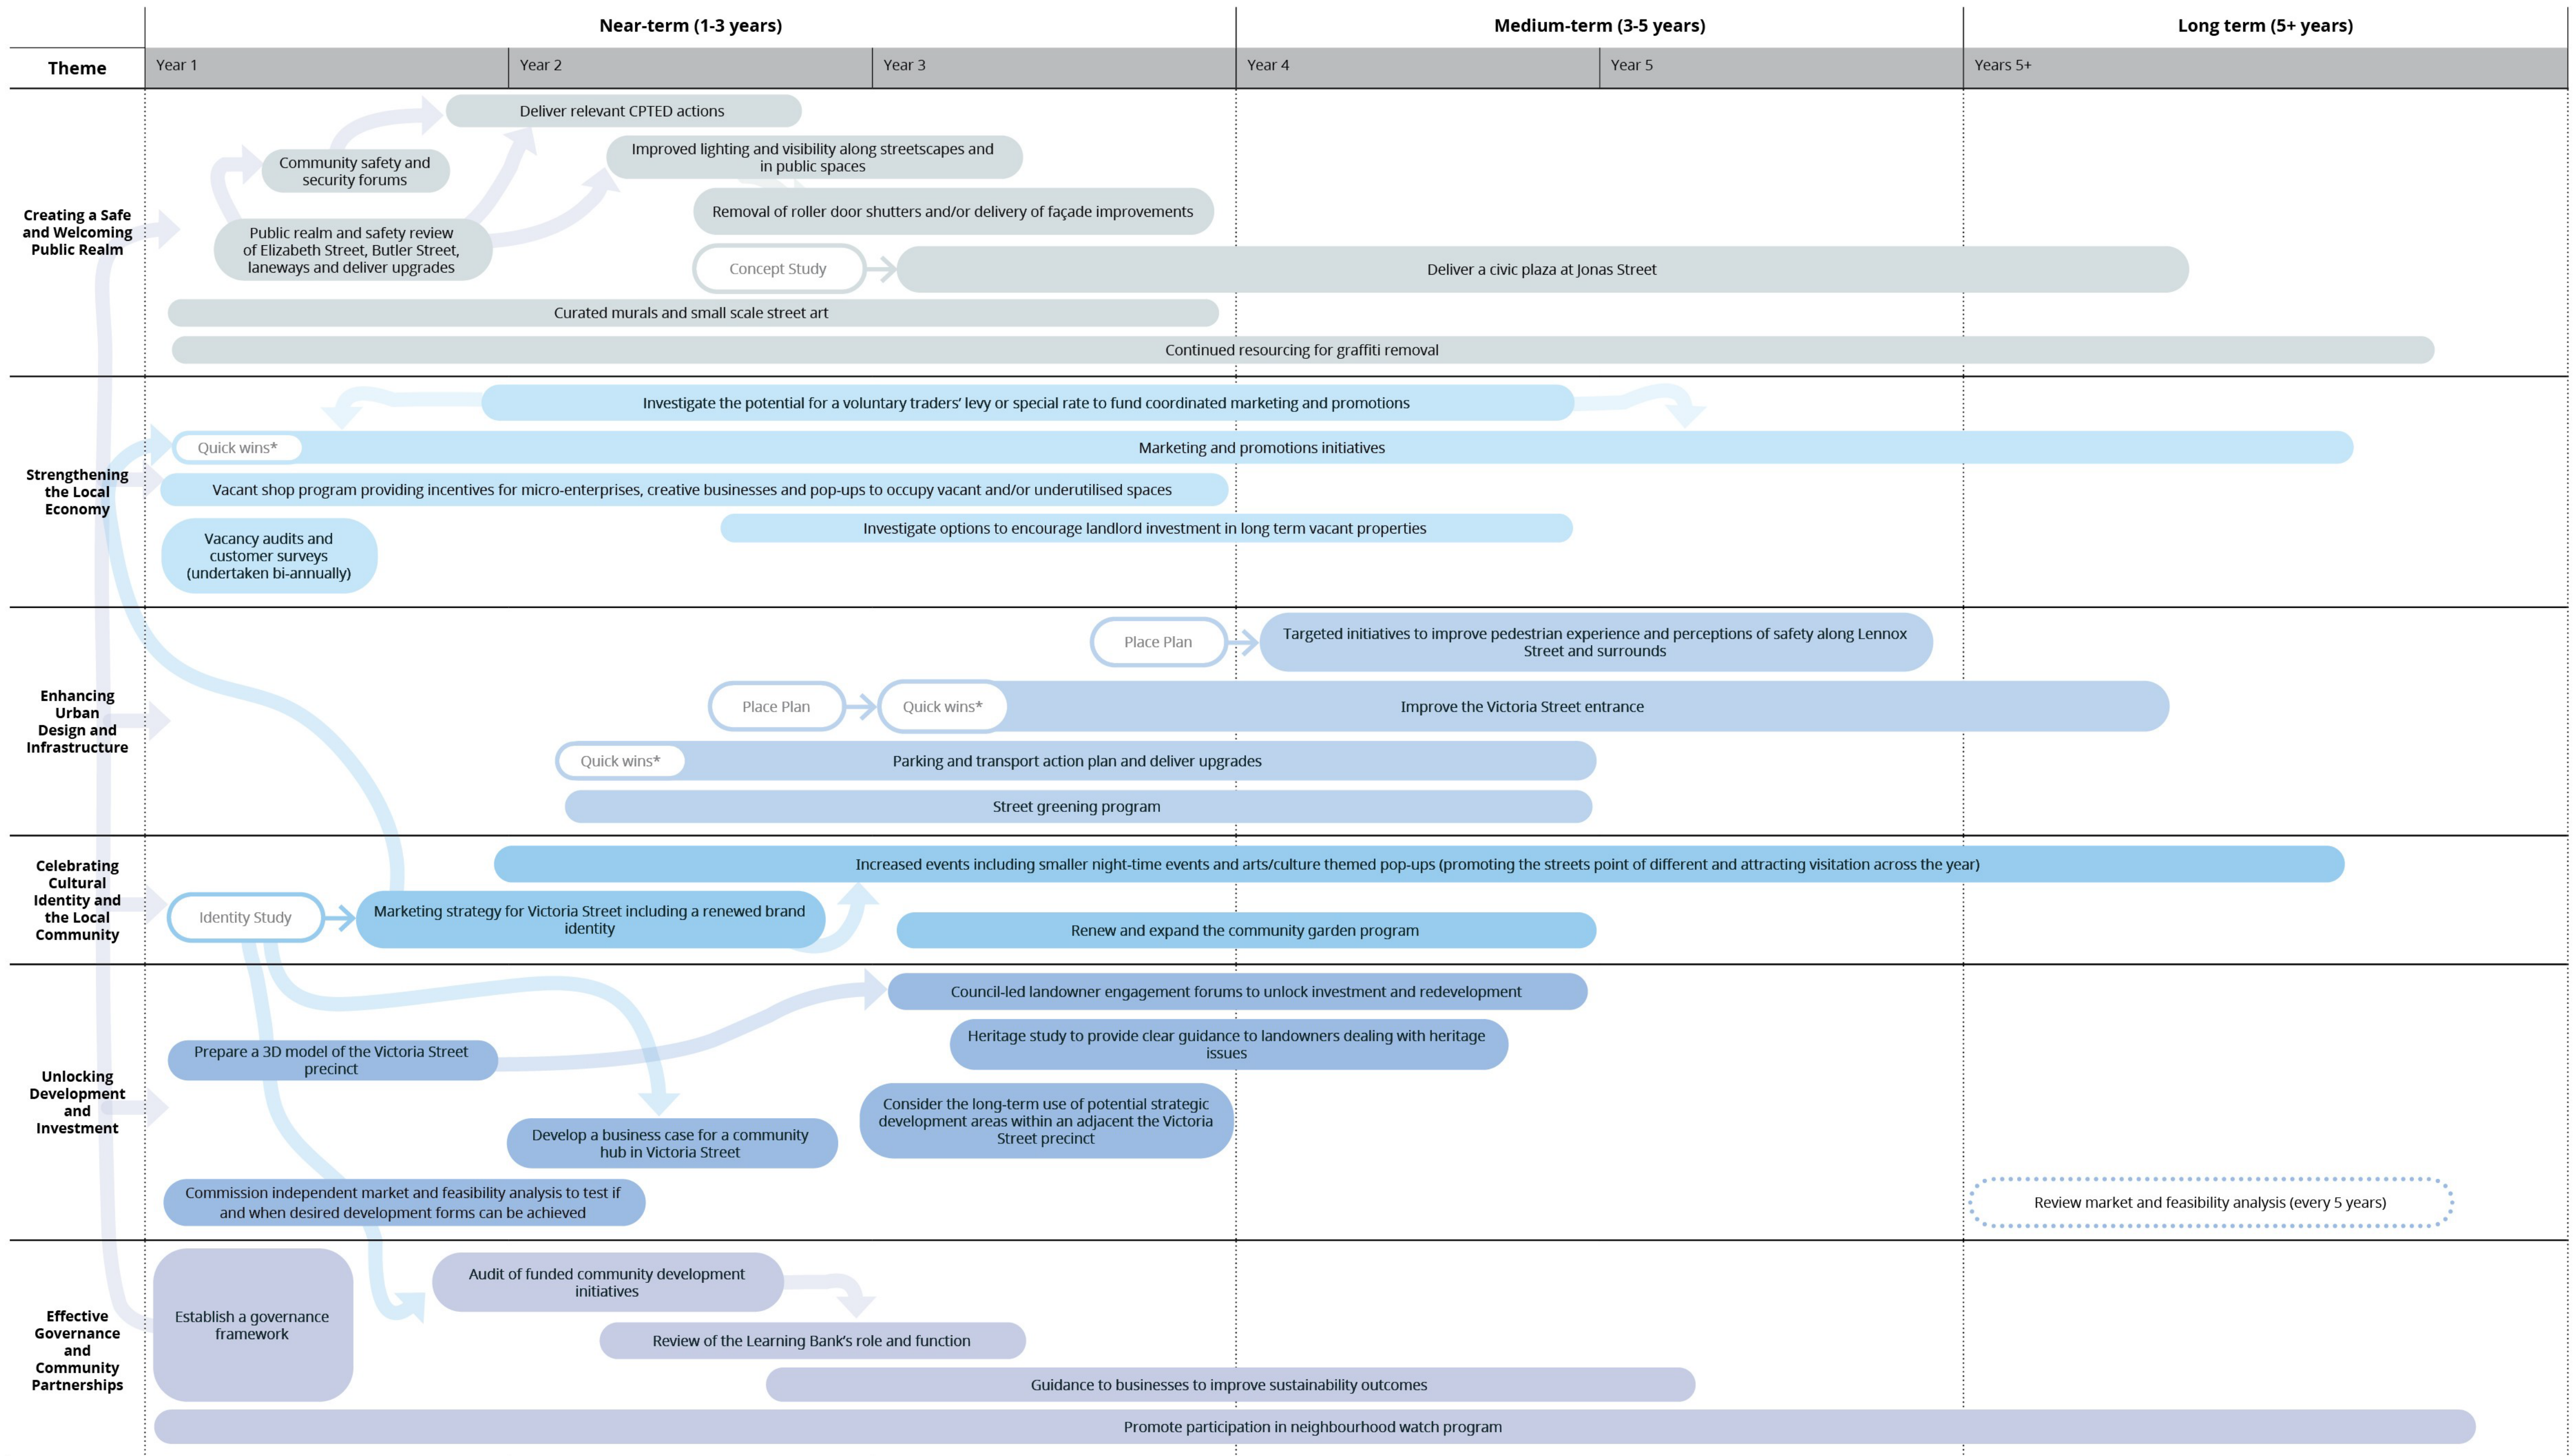 Near-term (1-3 years)
Medium-term (3-5 years)
Long term (5+ years)
Theme
Year 1
Year 2
Year 3
Year 4
Year 5
Years 5+
Creating a Safe
and Welcoming
Public Realm
Deliver relevant CPTED actions
Community safety and
security forums
Improved lighting and visibility along streetscapes and
in public spaces
Removal of roller door shutters and/or delivery of façade improvements
Public realm and safety review
of Elizabeth Street, Butler Street,
laneways and deliver upgrades
Concept Study
Deliver a civic plaza at Jonas Street
Curated murals and small scale street art
Continued resourcing for graffiti removal
Strengthening
the Local
Economy
Investigate the potential for a voluntary traders' levy or special rate to fund coordinated marketing and promotions
Quick wins*
Marketing and promotions initiatives
Vacant shop program providing incentives for micro-enterprises, creative businesses and pop-ups to occupy vacant and/or underutilised spaces
Investigate options to encourage landlord investment in long term vacant properties
Vacancy audits and
customer surveys
(undertaken bi-annually)
Enhancing
Urban
Design and
Infrastructure
Place Plan
Targeted initiatives to improve pedestrian experience and perceptions of safety along Lennox
Street and surrounds
Place Plan
Quick wins*
Improve the Victoria Street entrance
Quick wins*
Parking and transport action plan and deliver upgrades
Street greening program
Celebrating
Cultural
Identity and
the Local
Community
Increased events including smaller night-time events and arts/culture themed pop-ups (promoting the streets point of different and attracting visitation across the year)
Identity Study
Marketing strategy for Victoria Street including a renewed brand
identity
Renew and expand the community garden program
Unlocking
Development
and
Investment
Council-led landowner engagement forums to unlock investment and redevelopment
Heritage study to provide clear guidance to landowners dealing with heritage
issues
Prepare a 3D model of the Victoria Street
precinct
Consider the long-term use of potential strategic
development areas within an adjacent the Victoria
Street precinct
Develop a business case for a community
hub in Victoria Street
Commission independent market and feasibility analysis to test if
and when desired development forms can be achieved
Review market and feasibility analysis (every 5 years)
Effective
Governance
and
Community
Partnerships
Establish a governance
framework
Audit of funded community development
initiatives
Review of the Learning Bank's role and function
Guidance to businesses to improve sustainability outcomes
Promote participation in neighbourhood watch program